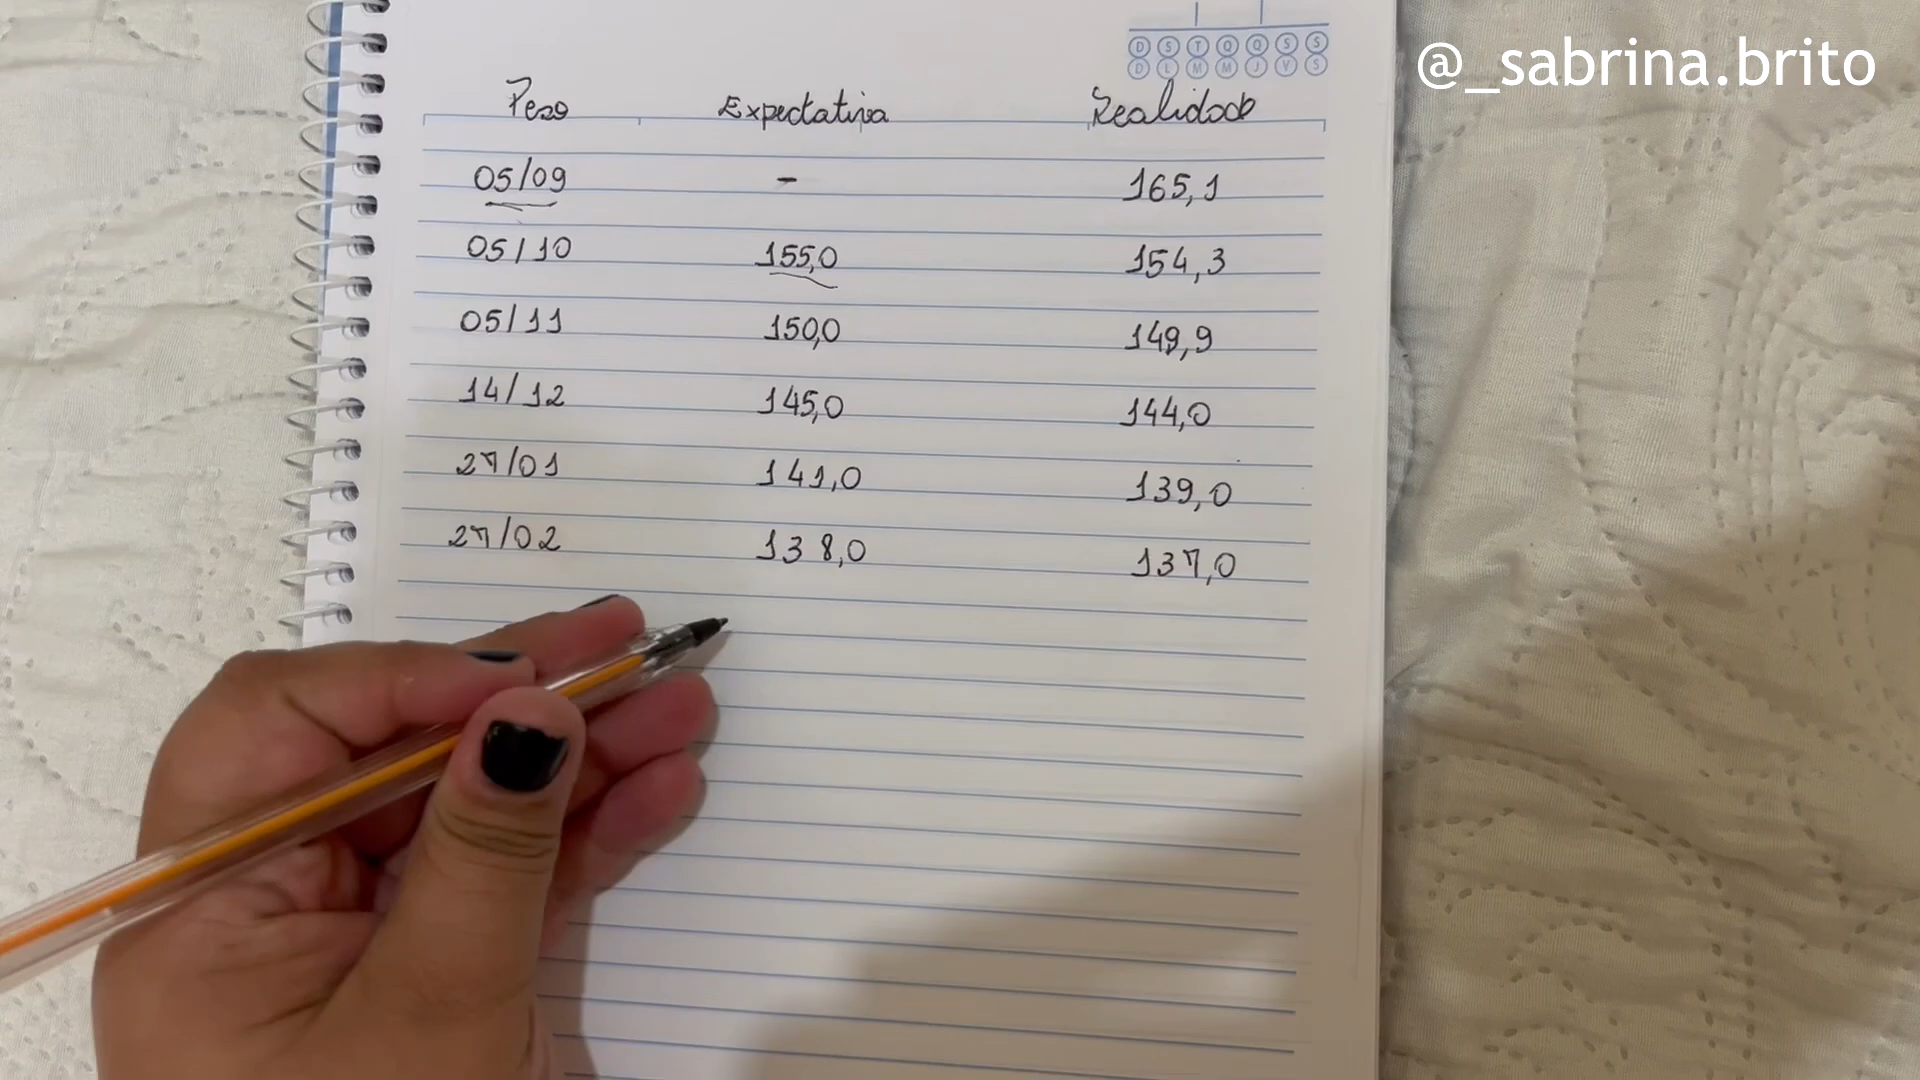 @_sabrina.brito
D S T Q Q S S
D L M M J V S
Peso Expectativa Realidade
05/09 - 165,1
05/10 155,0 154,3
05/11 150,0 149,9
14/12 145,0 144,0
27/01 141,0 139,0
27/02 138,0 137,0